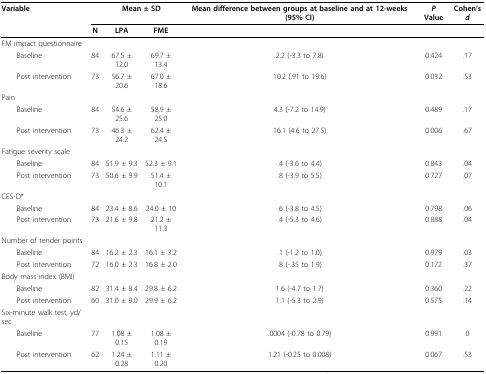 Variable Mean ± SD Mean difference between groups at baseline and at 12-weeks P Cohen's
(95% CI) Value d
N LPA FME
FM impact questionnaire
Baseline 84 67.5 ± 69.7 ± 2.2 (-3.3 to 7.8) 0.424 .17
12.0 13.4
Post intervention 73 56.7 ± 67.0 ± 10.2 (.91 to 19.6) 0.032 .53
20.6 18.6
Pain
Baseline 84 54.6 ± 58.9 ± 4.3 (-7.2 to 14.9) 0.489 .17
25.6 25.0
Post intervention 73 46.3 ± 62.4 ± 16.1 (4.6 to 27.5) 0.006 .67
24.2 24.5
Fatigue severity scale
Baseline 84 51.9 ± 9.3 52.3 ± 9.1 .4 (-3.6 to 4.4) 0.843 .04
Post intervention 73 50.6 ± 9.9 51.4 ± .8 (-3.9 to 5.5) 0.727 .07
10.1
CES-D*
Baseline 84 23.4 ± 8.6 24.0 ± 10 .6 (-3.8 to 4.5) 0.798 .06
Post intervention 73 21.6 ± 9.8 21.2 ± .4 (-5.3 to 4.6) 0.888 .04
11.3
Number of tender points
Baseline 84 16.2 ± 2.3 16.1 ± 3.2 .1 (-1.2 to 1.0) 0.979 .03
Post intervention 72 16.0 ± 2.3 16.8 ± 2.0 .8 (-.35 to 1.9) 0.172 .37
Body mass index (BMI)
Baseline 82 31.4 ± 8.4 29.8 ± 6.2 1.6 (-4.7 to 1.7) 0.360 .22
Post intervention 60 31.0 ± 9.0 29.9 ± 6.2 1.1 (-5.3 to 2.9) 0.575 .14
Six-minute walk test, yd/
sec
Baseline 77 1.08 ± 1.08 ± .0004 (-0.78 to 0.79) 0.991 0
0.15 0.19
Post intervention 62 1.24 ± 1.11 ± 1.21 (-0.25 to 0.008) 0.067 .53
0.28 0.20